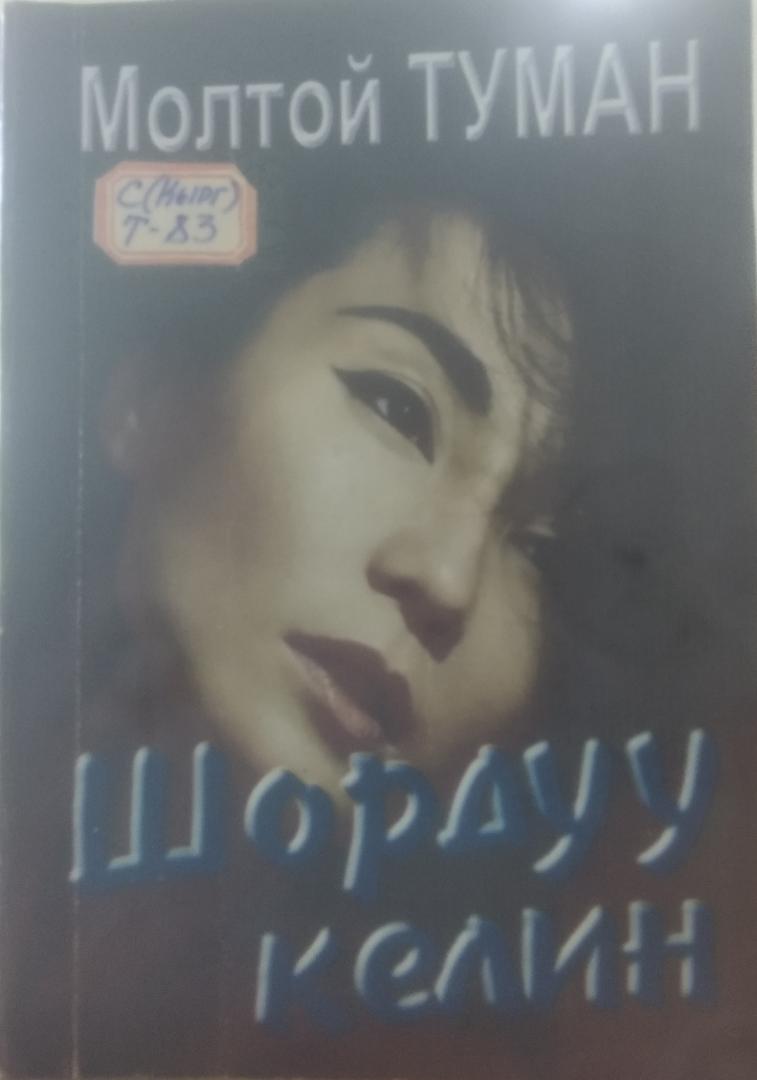 Молтой ТУМАН
С(Кырг)
Т-83
Шордуу
келин